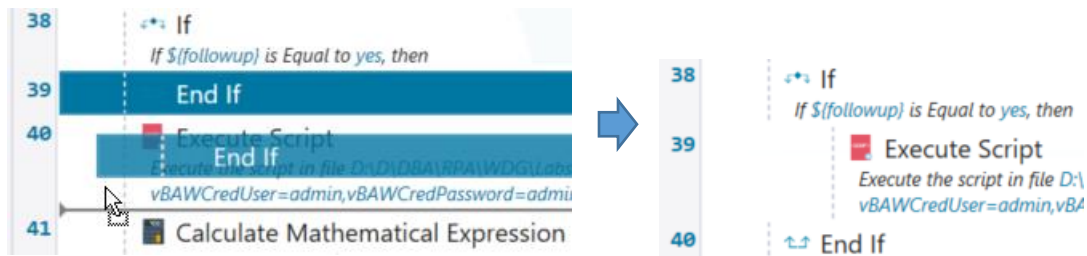 38 If
If ${followup} is Equal to yes, then
39 End If
40 Execute Script
End If
Execute the script in file D:\D\DBA\RPA\WDG\Labs
vBAWCredUser=admin,vBAWCredPassword=admin
41 Calculate Mathematical Expression
38 If
If ${followup} is Equal to yes, then
39 Execute Script
Execute the script in file D:\
vBAWCredUser=admin,vBA
40 End If